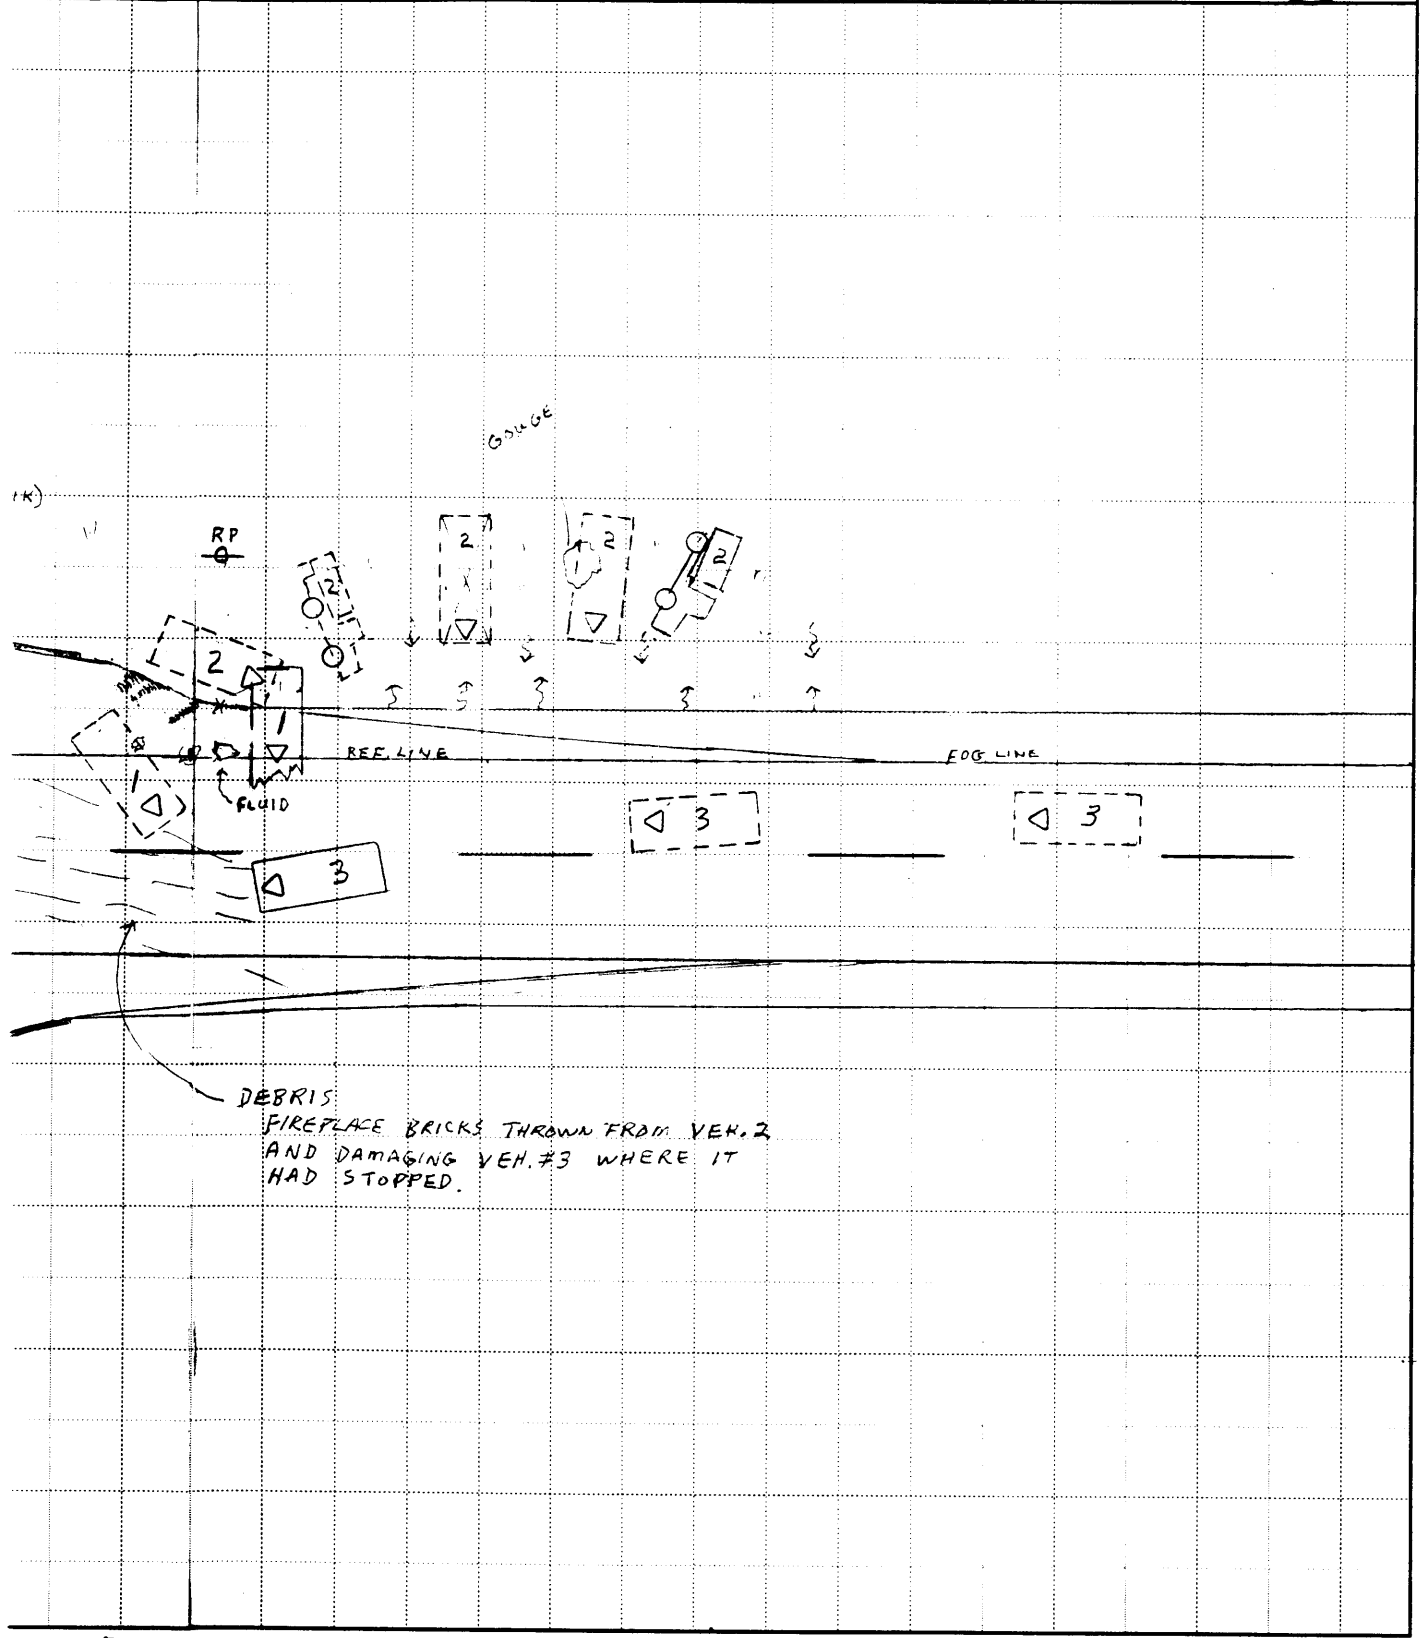 GOUGE
RP
2
2
2
2
2
1
1
REF. LINE
FOG LINE
FLUID
3
3
3
DEBRIS
FIREPLACE BRICKS THROWN FROM VEH. 2
AND DAMAGING VEH. #3 WHERE IT
HAD STOPPED.